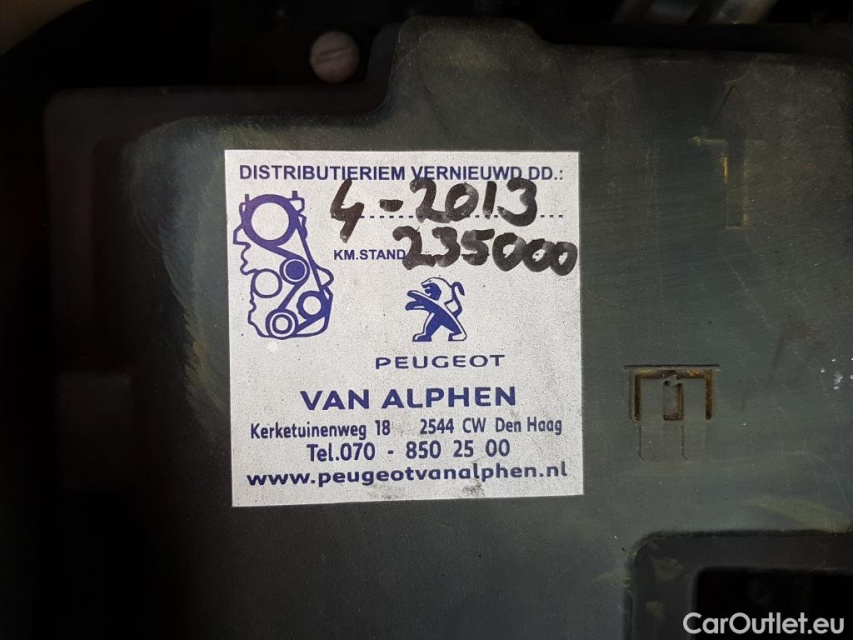 DISTRIBUTIERIEM VERNIEUWD DD.:
4-2013
KM.STAND 235000
PEUGEOT
VAN ALPHEN
Kerketuinenweg 18 2544 CW Den Haag
Tel.070 - 850 25 00
www.peugeotvanalphen.nl
CarOutlet.eu